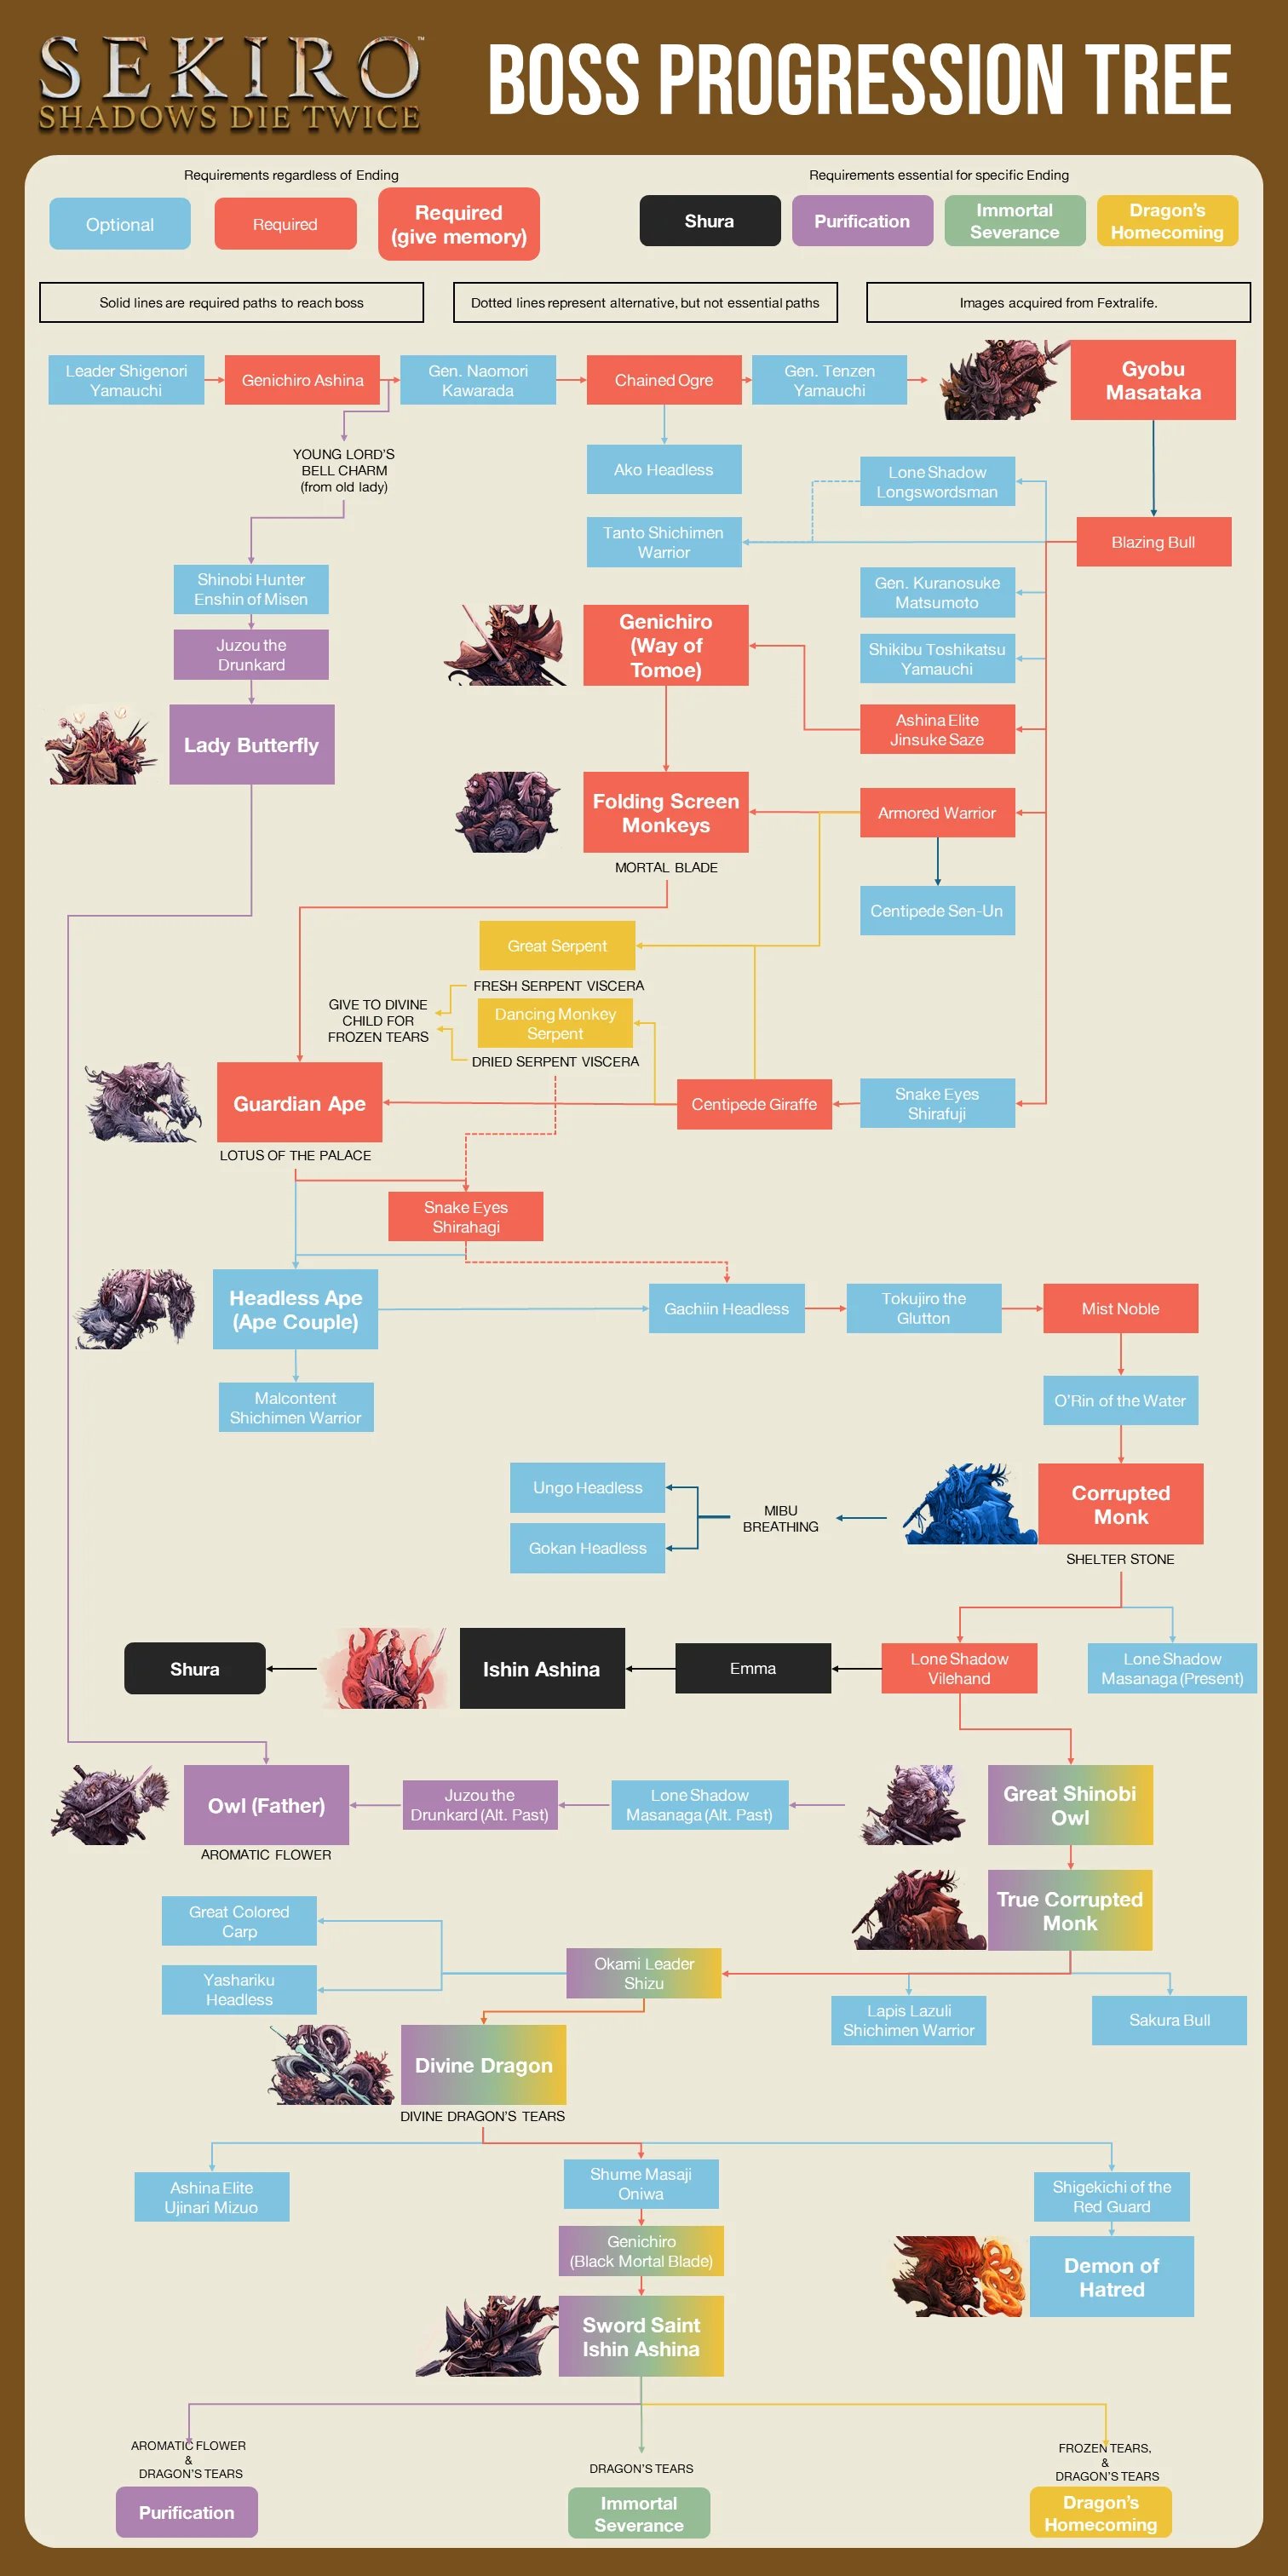 SEKIRO™
SHADOWS DIE TWICE
BOSS PROGRESSION TREE
Requirements regardless of Ending
Requirements essential for specific Ending
Optional
Required
Required
(give memory)
Shura
Purification
Immortal
Severance
Dragon's
Homecoming
Solid lines are required paths to reach boss
Dotted lines represent alternative, but not essential paths
Images acquired from Fextralife.
Leader Shigenori
Yamauchi
Genichiro Ashina
Gen. Naomori
Kawarada
Chained Ogre
Gen. Tenzen
Yamauchi
Gyobu
Masataka
YOUNG LORD'S
BELL CHARM
(from old lady)
Ako Headless
Lone Shadow
Longswordsman
Tanto Shichimen
Warrior
Blazing Bull
Shinobi Hunter
Enshin of Misen
Gen. Kuranosuke
Matsumoto
Juzou the
Drunkard
Genichiro
(Way of
Tomoe)
Shikibu Toshikatsu
Yamauchi
Lady Butterfly
Ashina Elite
Jinsuke Saze
Folding Screen
Monkeys
Armored Warrior
MORTAL BLADE
Centipede Sen-Un
Great Serpent
FRESH SERPENT VISCERA
GIVE TO DIVINE
CHILD FOR
FROZEN TEARS
Dancing Monkey
Serpent
DRIED SERPENT VISCERA
Guardian Ape
Centipede Giraffe
Snake Eyes
Shirafuji
LOTUS OF THE PALACE
Snake Eyes
Shirahagi
Headless Ape
(Ape Couple)
Gachiin Headless
Tokujiro the
Glutton
Mist Noble
Malcontent
Shichimen Warrior
O'Rin of the Water
Ungo Headless
Gokan Headless
MIBU
BREATHING
Corrupted
Monk
SHELTER STONE
Shura
Ishin Ashina
Emma
Lone Shadow
Vilehand
Lone Shadow
Masanaga (Present)
Owl (Father)
Juzou the
Drunkard (Alt. Past)
Lone Shadow
Masanaga (Alt. Past)
Great Shinobi
Owl
AROMATIC FLOWER
True Corrupted
Monk
Great Colored
Carp
Yashariku
Headless
Okami Leader
Shizu
Lapis Lazuli
Shichimen Warrior
Sakura Bull
Divine Dragon
DIVINE DRAGON'S TEARS
Ashina Elite
Ujinari Mizuo
Shume Masaji
Oniwa
Shigekichi of the
Red Guard
Genichiro
(Black Mortal Blade)
Demon of
Hatred
Sword Saint
Ishin Ashina
AROMATIC FLOWER
&
DRAGON'S TEARS
DRAGON'S TEARS
FROZEN TEARS,
&
DRAGON'S TEARS
Purification
Immortal
Severance
Dragon's
Homecoming